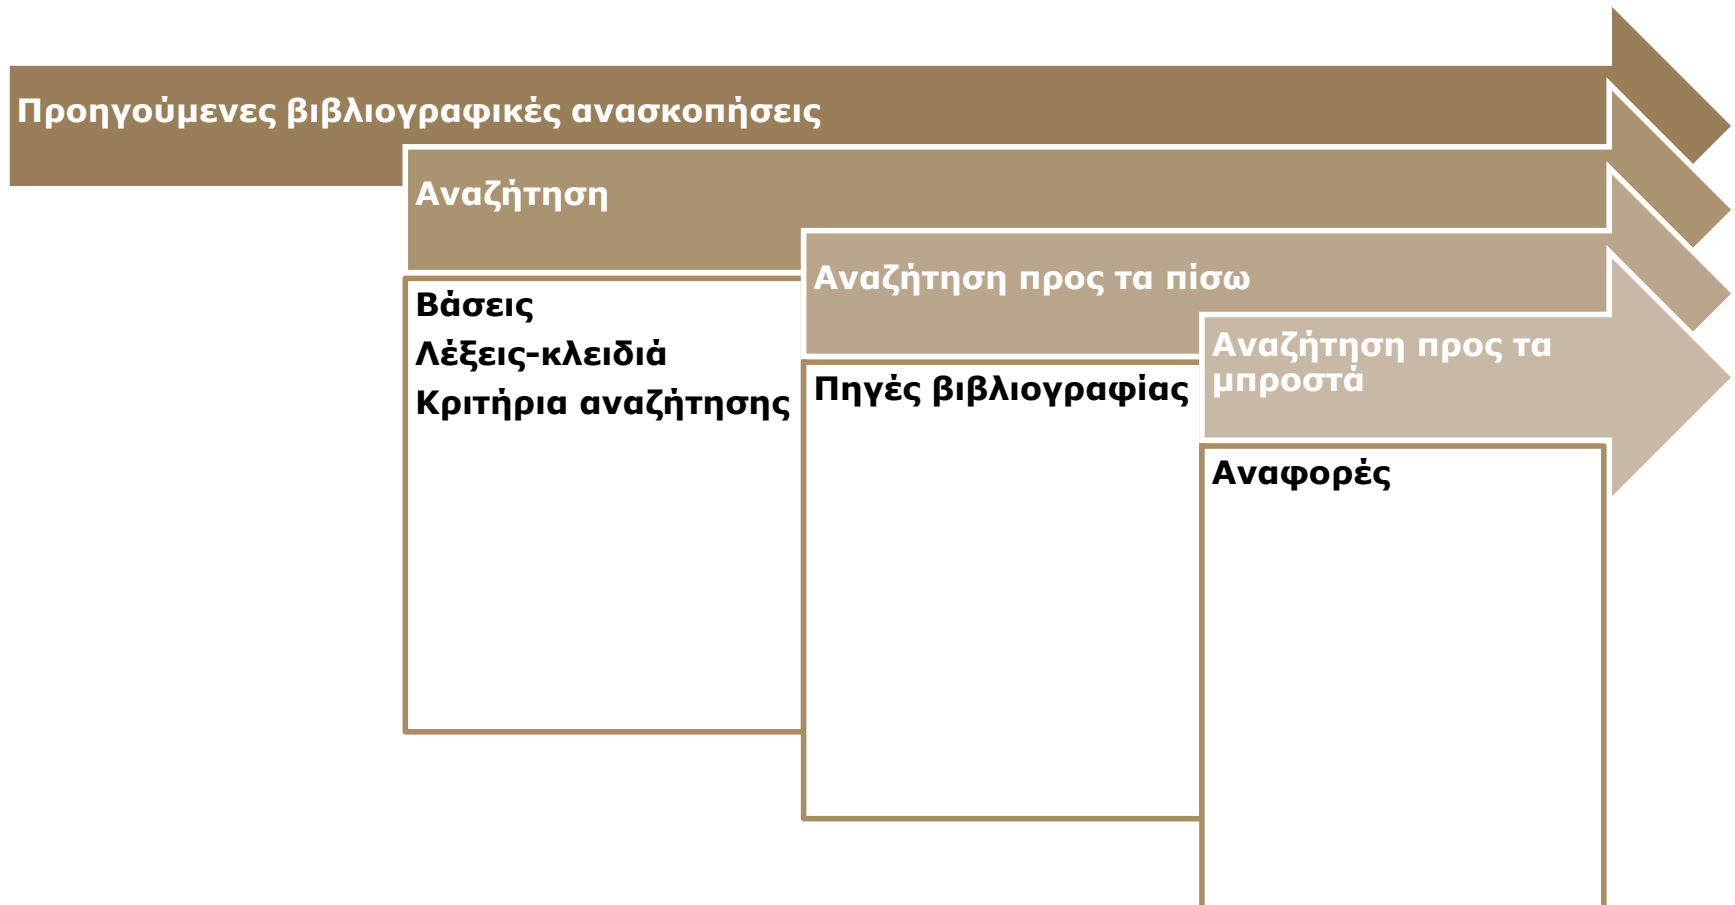 Προηγούμενες βιβλιογραφικές ανασκοπήσεις
Αναζήτηση
Βάσεις
Λέξεις-κλειδιά
Κριτήρια αναζήτησης
Αναζήτηση προς τα πίσω
Πηγές βιβλιογραφίας
Αναζήτηση προς τα
μπροστά
Αναφορές